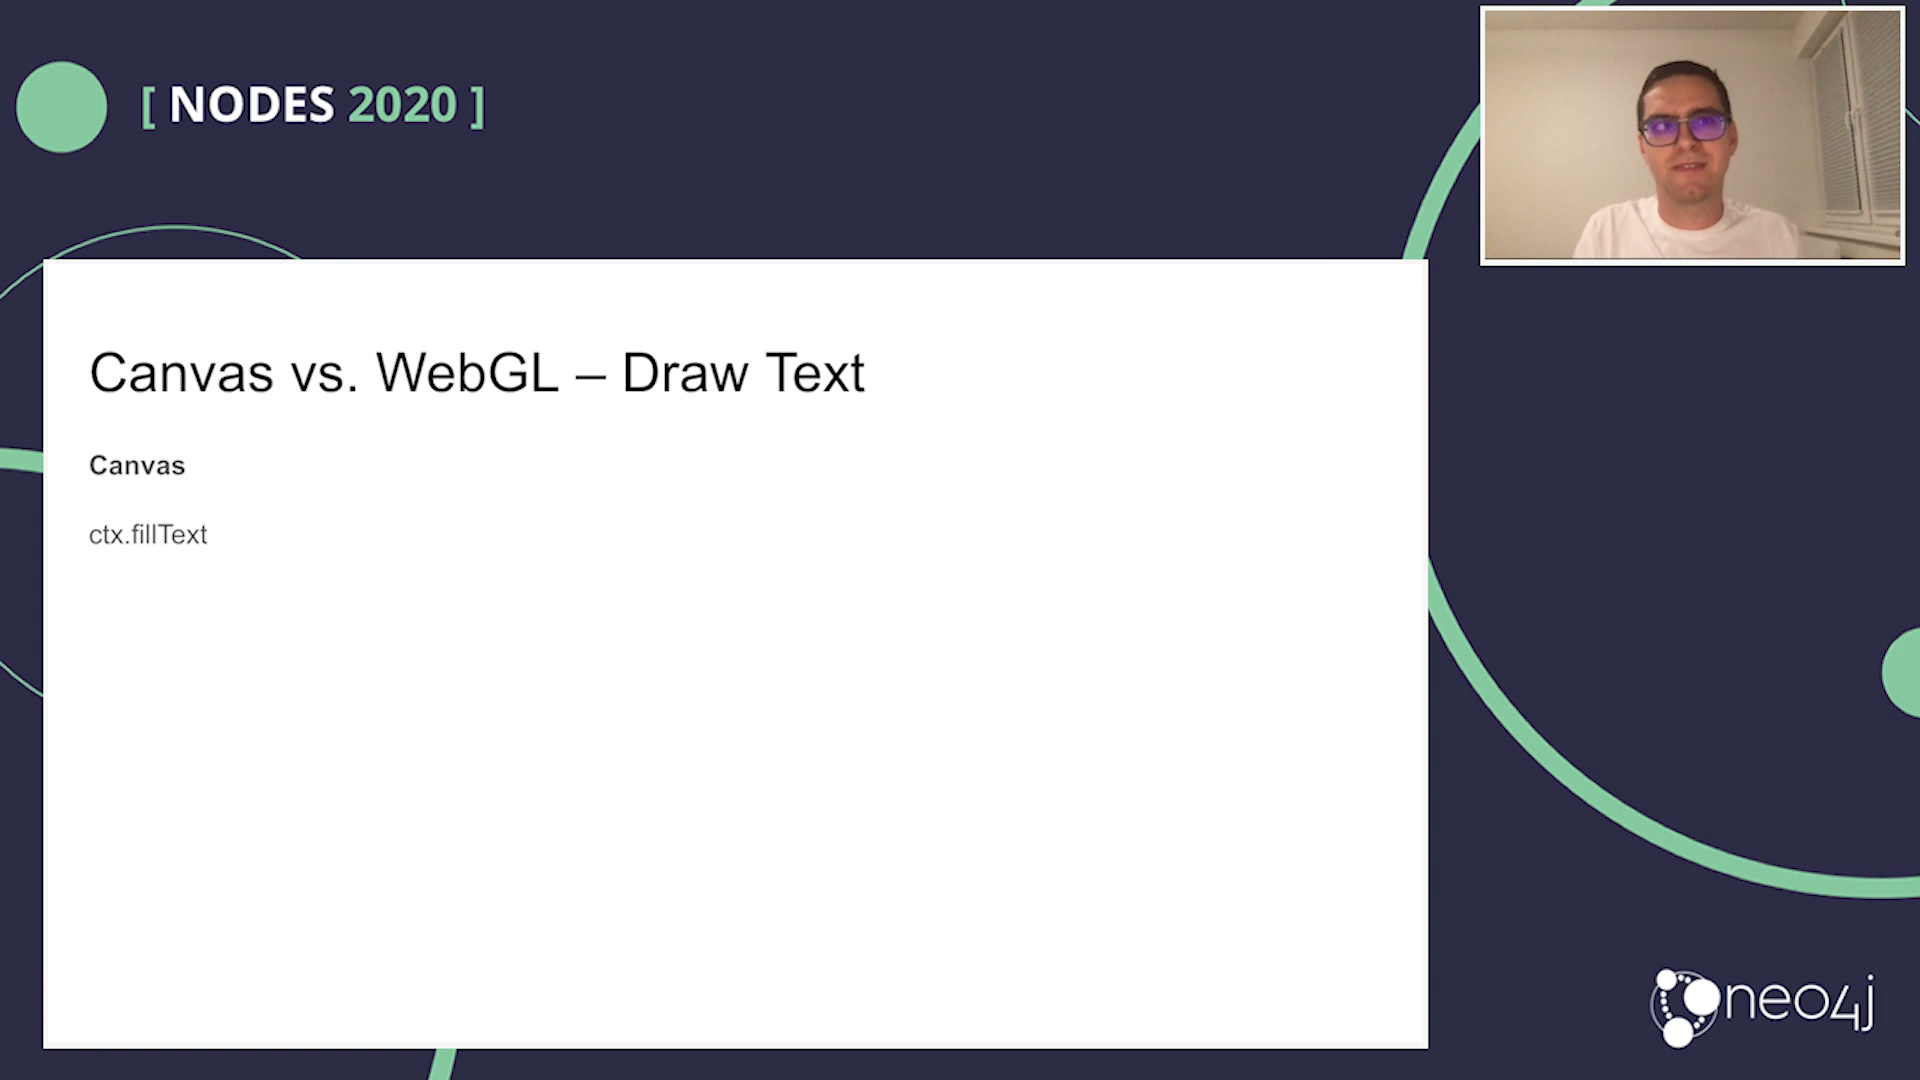 [ NODES 2020 ]
Canvas vs. WebGL – Draw Text
Canvas
ctx.fillText
neo4j